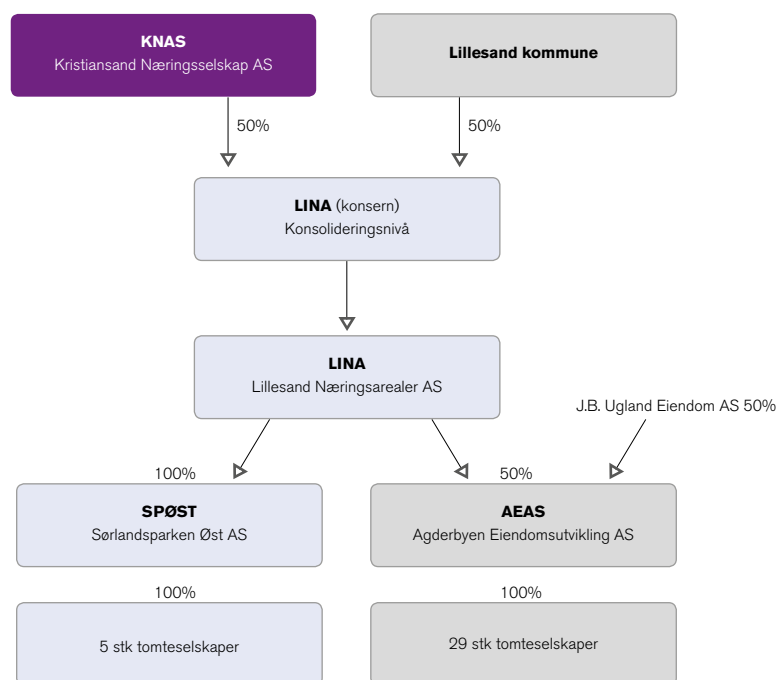 KNAS
Kristiansand Næringsselskap AS
Lillesand kommune
50%
50%
LINA (konsern)
Konsolideringsnivå
LINA
Lillesand Næringsarealer AS
J.B. Ugland Eiendom AS 50%
100%
50%
SPØST
Sørlandsparken Øst AS
AEAS
Agderbyen Eiendomsutvikling AS
100%
100%
5 stk tomteselskaper
29 stk tomteselskaper